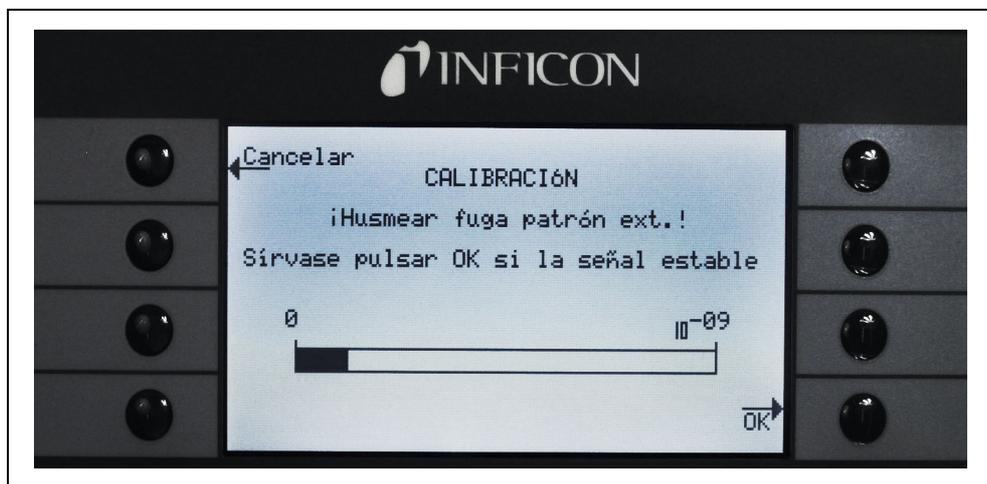 INFICON
Cancelar
CALIBRACIóN
¡Husmear fuga patrón ext.!
Sírvase pulsar OK si la señal estable
0 10-09
OK